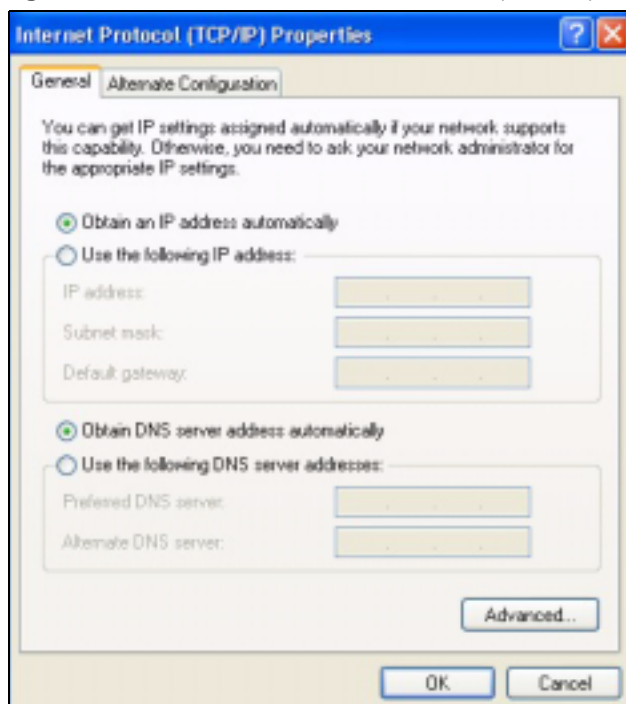 Internet Protocol (TCP/IP) Properties
General
Alternate Configuration
You can get IP settings assigned automatically if your network supports
this capability. Otherwise, you need to ask your network administrator for
the appropriate IP settings.
Obtain an IP address automatically
Use the following IP address:
IP address:
Subnet mask:
Default gateway:
Obtain DNS server address automatically
Use the following DNS server addresses:
Preferred DNS server:
Alternate DNS server:
Advanced...
OK
Cancel